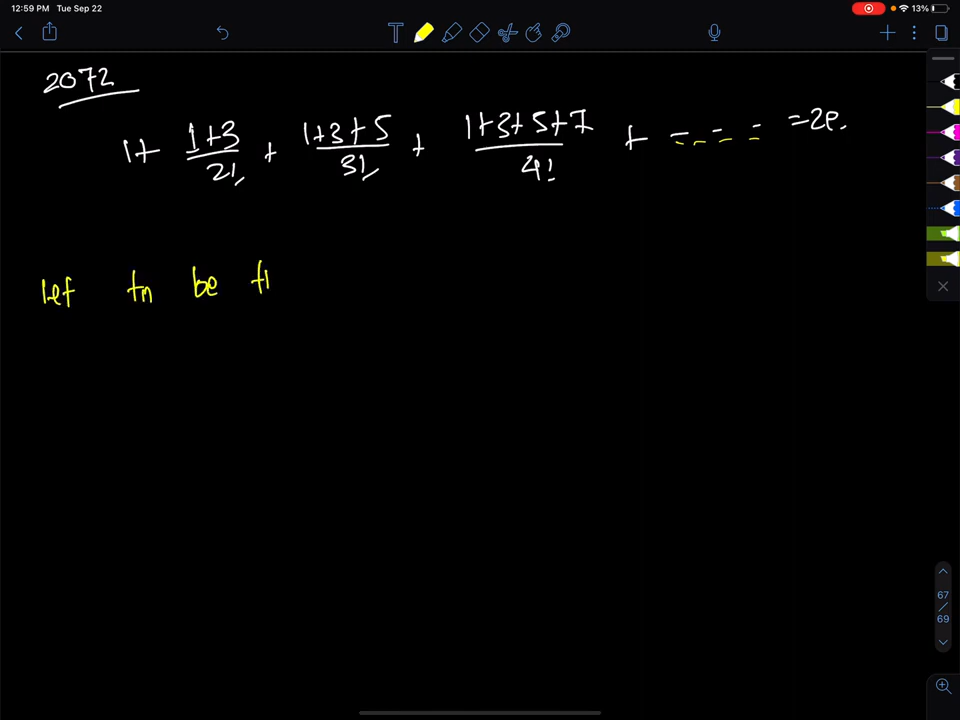 12:59 PM Tue Sep 22
13%
2072
1+ 1+3/2! + 1+3+5/3! + 1+3+5+7/4! + ---- =2e.
let tn be th
67
/
69